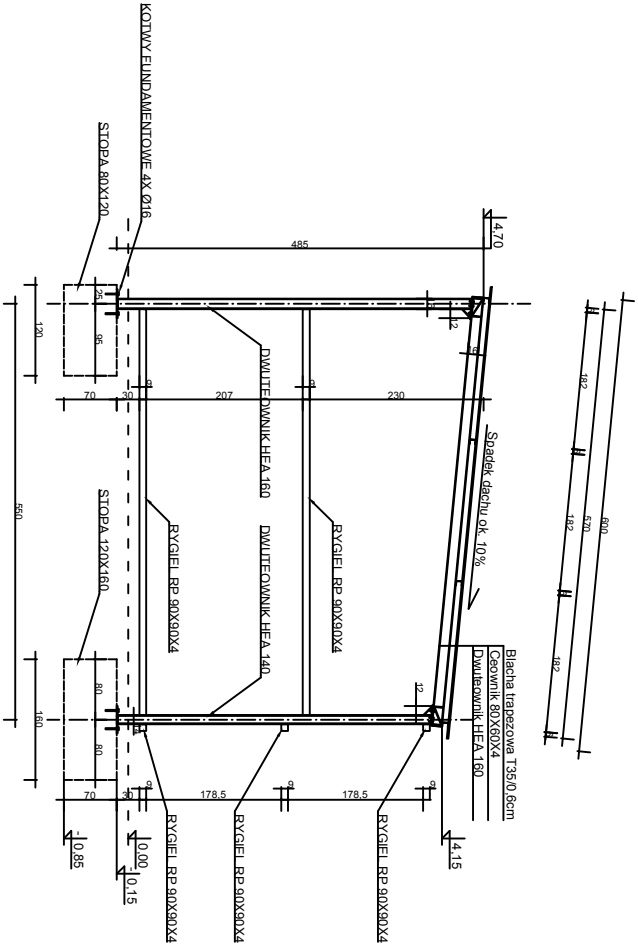 600
570
182
182
182
9
9
9
9
Blacha trapezowa T35/0,6cm
Ceownik 80X60X4
Dwuteownik HEA 160
Spadek dachu ok. 10%
4,70
4,15
485
12
16
12
230
9
207
9
30
70
9
178,5
9
178,5
9
30
70
RYGIEL RP 90X90X4
RYGIEL RP 90X90X4
DWUTEOWNIK HEA 160
DWUTEOWNIK HEA 140
RYGIEL RP 90X90X4
RYGIEL RP 90X90X4
RYGIEL RP 90X90X4
KOTWY FUNDAMENTOWE 4X Ø16
STOPA 80X120
STOPA 120X160
0,00
- 0,15
- 0,85
25
95
120
80
80
160
550